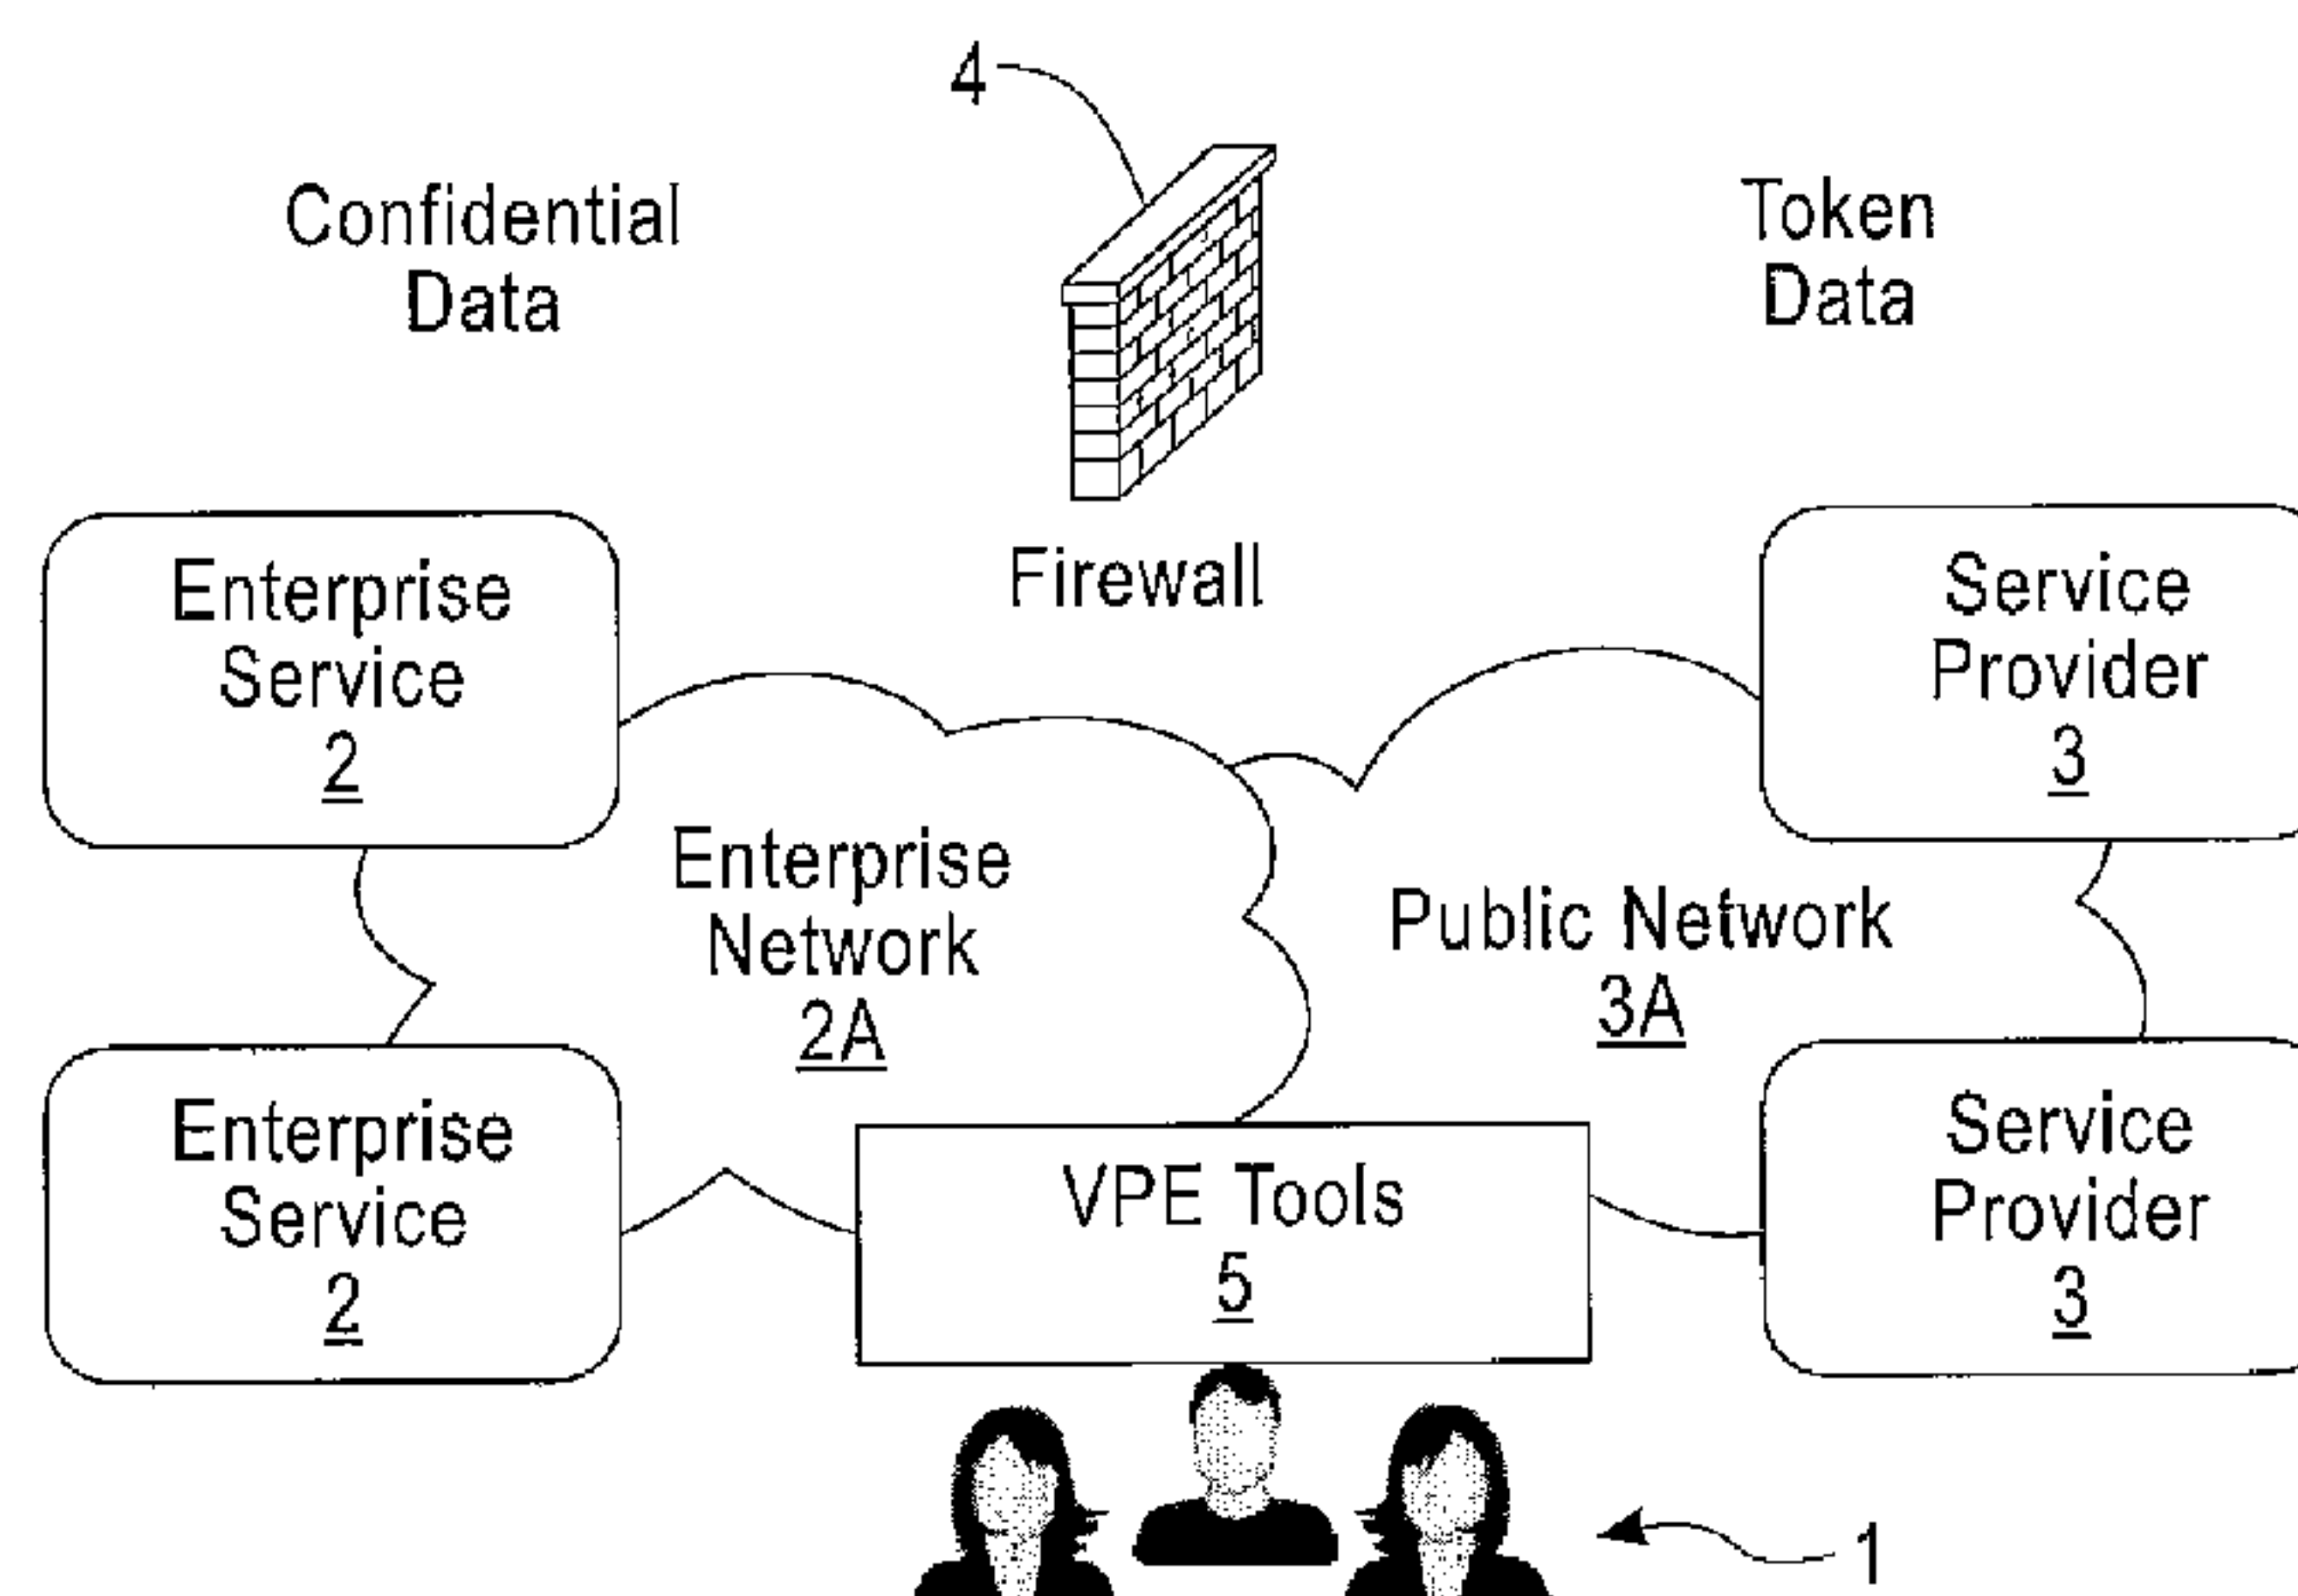 4
Confidential
Data
Token
Data
Firewall
Enterprise
Service
2
Service
Provider
3
Enterprise
Network
2A
Public Network
3A
Enterprise
Service
2
VPE Tools
5
Service
Provider
3
1